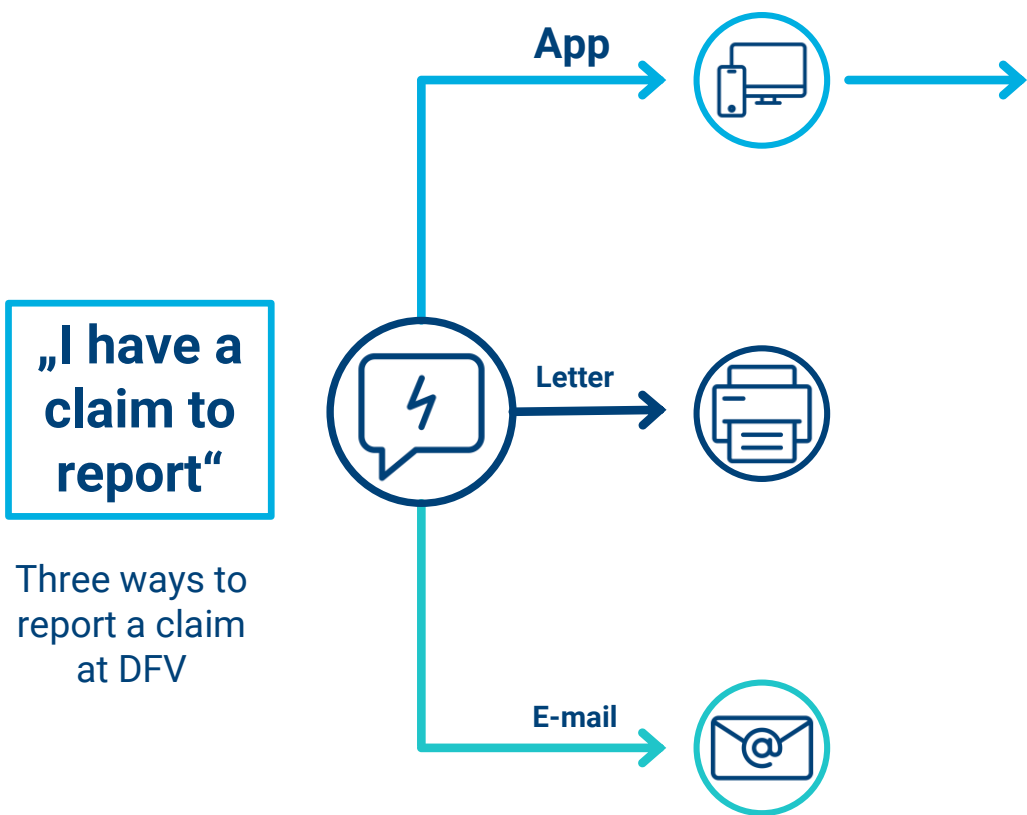 App
„I have a
claim to
report“
Letter
Three ways to
report a claim
at DFV
E-mail
@